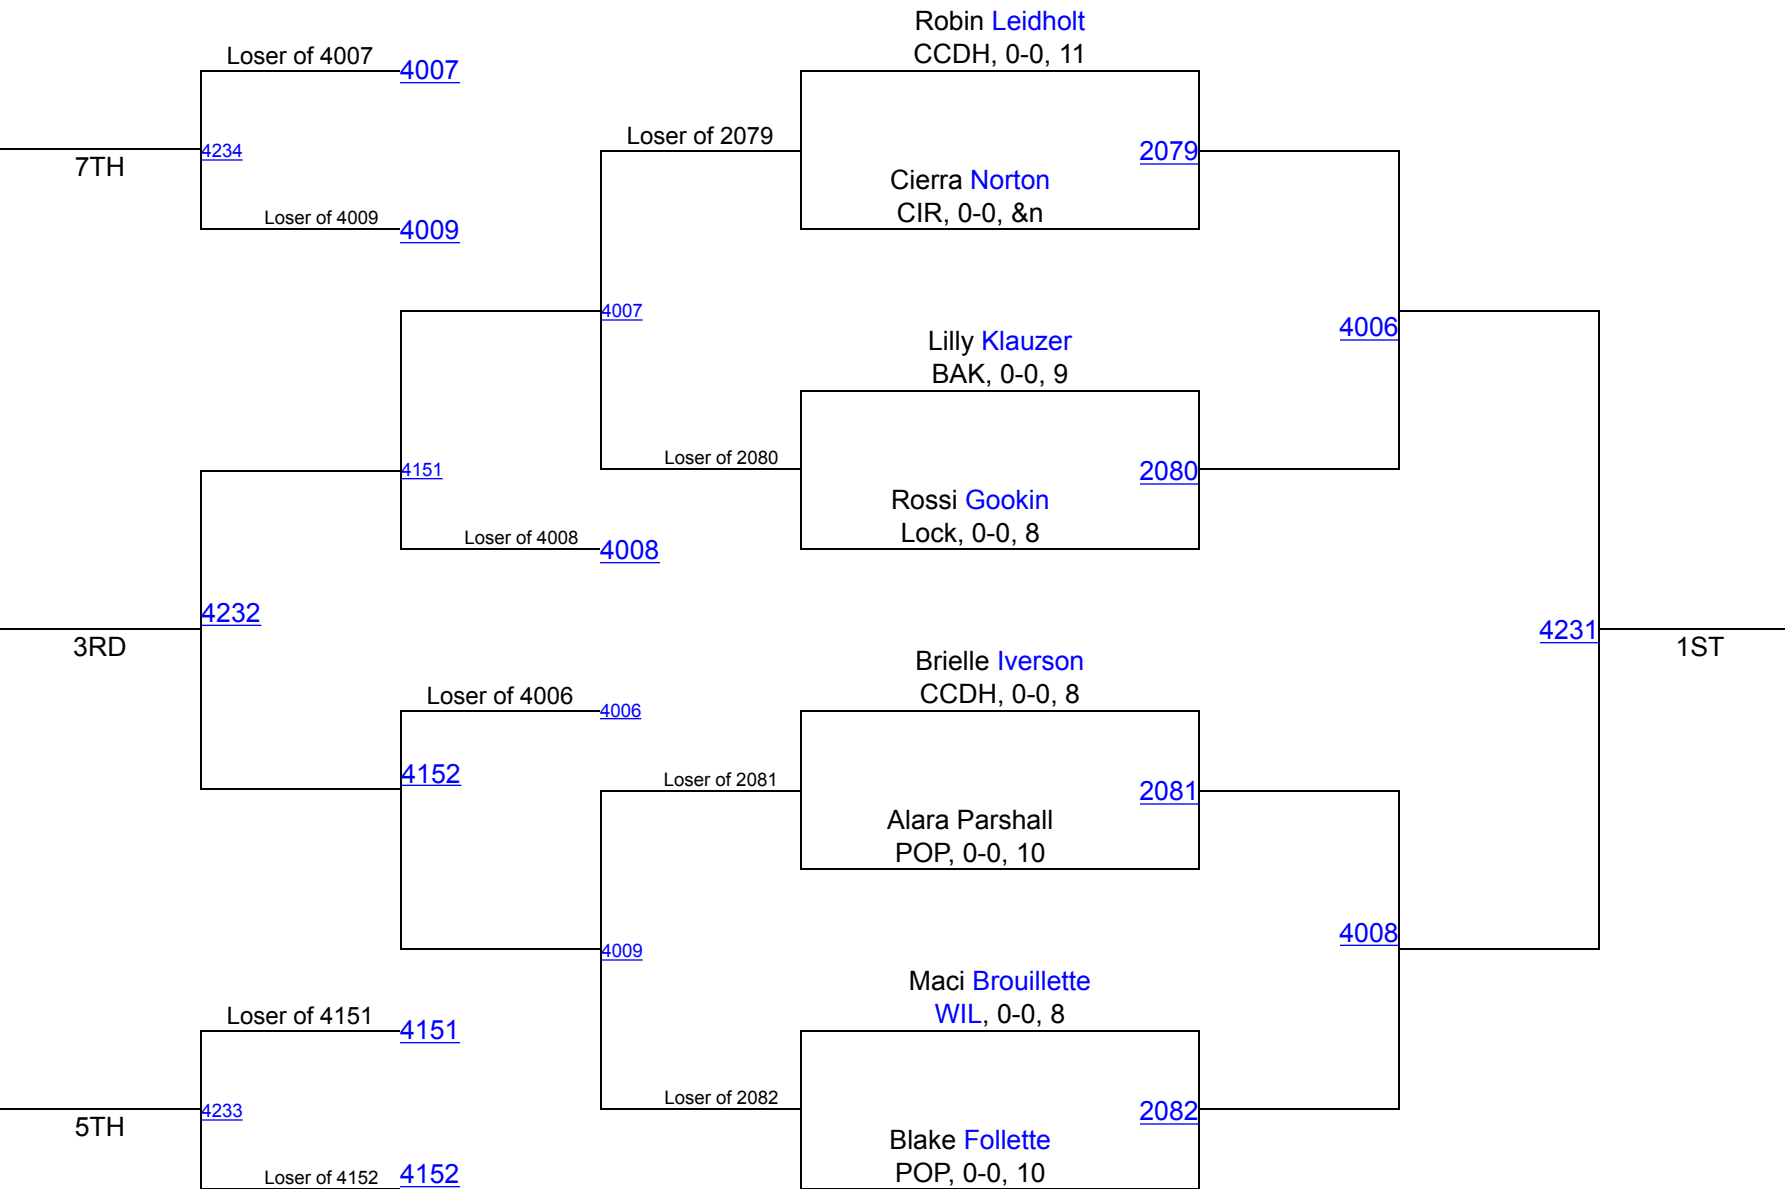 Robin Leidholt
CCDH, 0-0, 11
Loser of 4007
4007
Loser of 2079
2079
4234
7TH
Cierra Norton
CIR, 0-0, &n
Loser of 4009
4009
4007
4006
Lilly Klauzer
BAK, 0-0, 9
Loser of 2080
4151
2080
Rossi Gookin
Lock, 0-0, 8
Loser of 4008
4008
4232
3RD
4231
1ST
Brielle Iverson
CCDH, 0-0, 8
Loser of 4006
4006
4152
Loser of 2081
2081
Alara Parshall
POP, 0-0, 10
4008
4009
Maci Brouillette
WIL, 0-0, 8
Loser of 4151
4151
Loser of 2082
4233
2082
5TH
Blake Follette
POP, 0-0, 10
Loser of 4152
4152